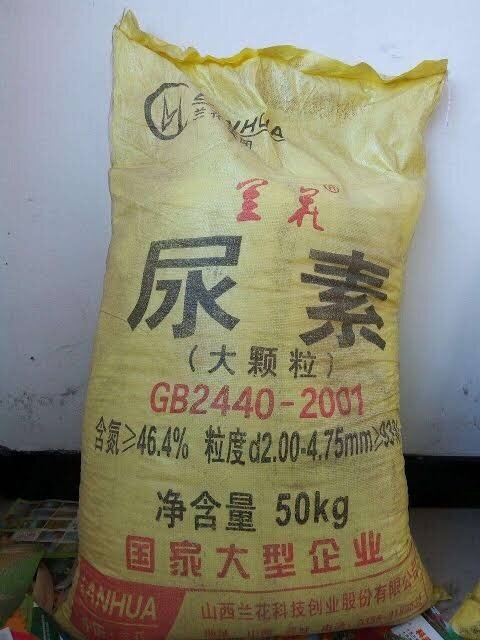 兰花
HUA
兰花®
尿素
(大颗粒)
GB2440-2001
含氮≥46.4% 粒度d2.00-4.75mm≥93%
净含量 50kg
国家大型企业
LANHUA
山西兰花科技创业股份有限公司